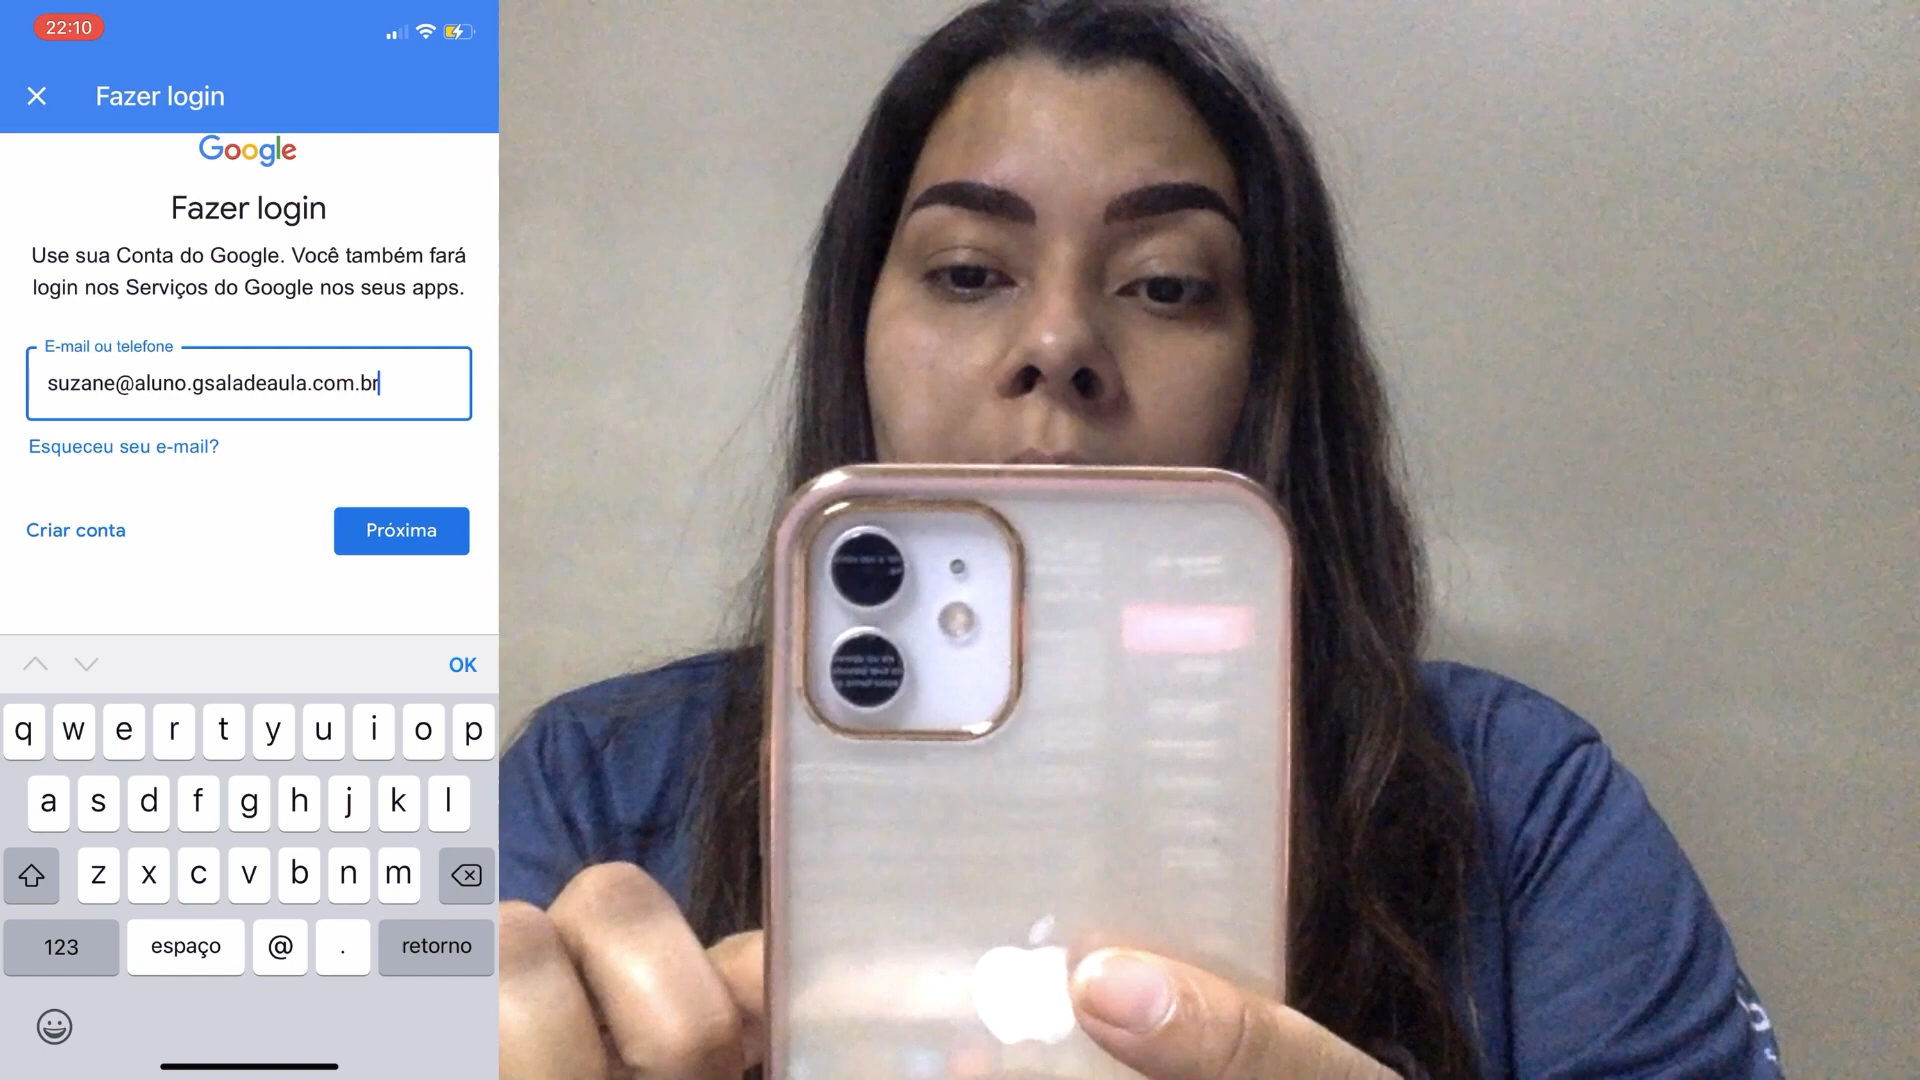 22:10
Fazer login
Google
Fazer login
Use sua Conta do Google. Você também fará
login nos Serviços do Google nos seus apps.
E-mail ou telefone
suzane@aluno.gsaladeaula.com.br
Esqueceu seu e-mail?
Criar conta
Próxima
OK
q w e r t y u i o p
a s d f g h j k l
z x c v b n m
123 espaço @ . retorno